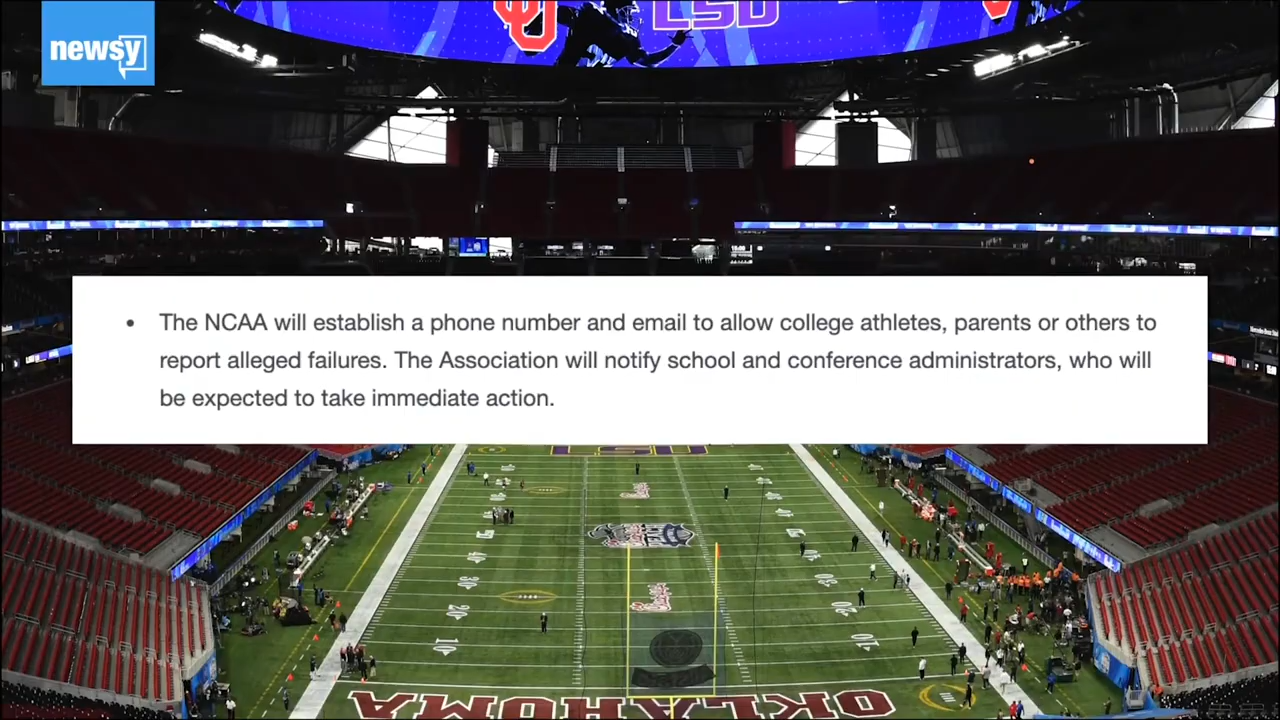 newsy
LSU
• The NCAA will establish a phone number and email to allow college athletes, parents or others to
report alleged failures. The Association will notify school and conference administrators, who will
be expected to take immediate action.
OKLAHOMA